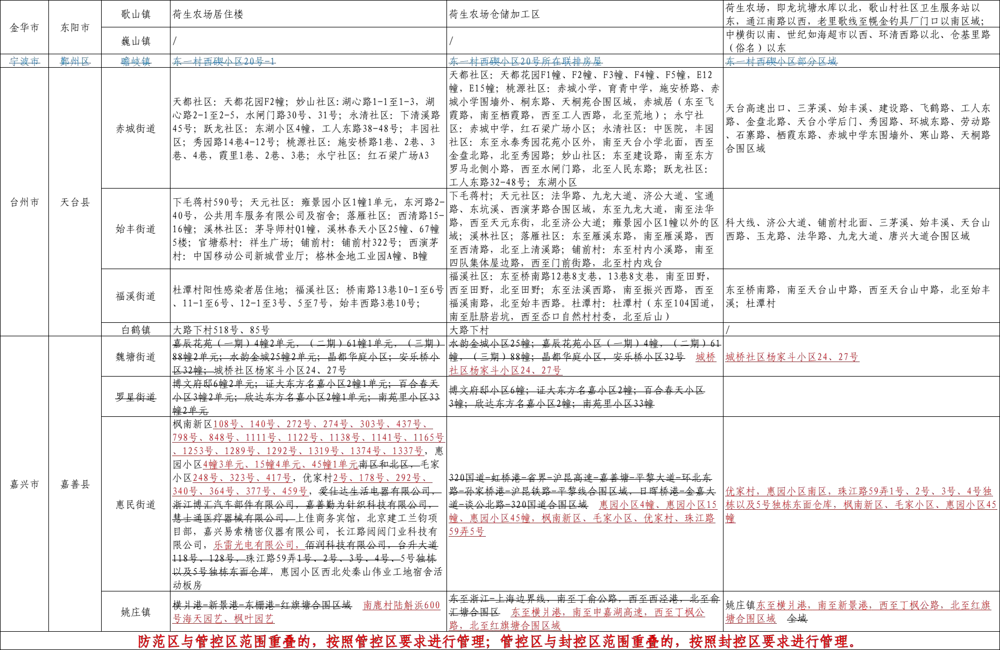 金华市
东阳市
歌山镇
荷生农场居住楼
荷生农场仓储加工区
荷生农场，即龙坑塘水库以北，歌山村社区卫生服务站以
东，通江南路以西，老里歌线至幌金钓具厂门口以南区域；
巍山镇
/
/
中横街以南、世纪如海超市以西、环清西路以北、仓基里路
（俗名）以东
宁波市
鄞州区
瞻岐镇
东一村西碶小区20号-1
东一村西碶小区20号所在联排房屋
东一村西碶小区部分区域
台州市
天台县
赤城街道
天都社区：天都花园F2幢；妙山社区:湖心路1-1至1-3，湖
心路2-1至2-5，水闸门路30号、31号；永清社区：下清溪路
45号；跃龙社区：东湖小区4幢，工人东路38-48号；丰园社
区；秀园路14巷4-12号；桃源社区：施安桥路1巷、2巷、3
巷、4巷，霞里1巷、2巷、3巷；永宁社区：红石梁广场A3
天都社区：天都花园F1幢、F2幢、F3幢、F4幢、F5幢，E12
幢，E15幢；桃源社区：赤城小学，育青中学，施安桥路、赤
城小学围墙外、桐东路、天桐苑合围区域，赤城居（东至飞
霞路，南至栖霞路，西至工人西路，北至荒地）；永宁社
区：赤城中学，红石梁广场小区；永清社区：中医院，丰园
社区：东至永泰秀园花苑小区外，南至天台小学北面，西至
金盘北路，北至秀园路；妙山社区：东至建设路，南至东方
罗马北侧小路，西至水闸门路，北至人民东路；跃龙社区：
工人东路32-48号；东湖小区
天台高速出口、三茅溪、始丰溪、建设路、飞鹤路、工人东
路、金盘北路、天台小学后门、秀园路、环城东路、劳动路
、石寨路、栖霞东路、赤城中学东围墙外、寒山路、天桐路
合围区域
始丰街道
下毛蒋村590号；天元社区：雍景园小区1幢1单元，东河路2-
40号，公共用车服务有限公司及宿舍；落雁社区：西清路15-
16幢；溪林社区：茅导师村Q1幢，溪林春天小区25幢、67幢
5楼；官塘蔡村：祥生广场；铺前村：铺前村322号；西演茅
村：中国移动公司新城营业厅；格林金地工业园A幢、B幢
下毛蒋村；天元社区：法华路、九龙大道、济公大道、宝通
路、东坑溪、西演茅路合围区域，东至九龙大道，南至法华
路，西至天元东街，北至济公大道；雍景园小区1幢以外的区
域；溪林社区；落雁社区：东至雁溪东路，南至雁溪路，西
至西清路，北至上清溪路；铺前村：东至村内小溪路，南至
四队集体屋边路，西至门前街路，北至村内戏台
科大线、济公大道、铺前村北面、三茅溪、始丰溪、天台山
西路、玉龙路、法华路、九龙大道、唐兴大道合围区域
福溪街道
杜潭村阳性感染者居住地；福溪社区：桥南路13巷10-1至6号
、11-1至6号、12-1至3号、5至7号，始丰西路3巷10号；
福溪社区：东至桥南路12巷8支巷，13巷8支巷，南至田野，
西至田野，北至田野；东至法溪西路，南至振兴西路，西至
福溪南路，北至始丰西路。杜潭村：杜潭村（东至104国道，
南至肚脐岩坑，西至岙口自然村村委，北至后山）
东至桥南路，南至天台山中路，西至天台山中路，北至始丰
溪；杜潭村
白鹤镇
大路下村518号、85号
大路下村
/
嘉兴市
嘉善县
魏塘街道
嘉辰花苑（一期）4幢2单元，（二期）61幢1单元，（三期）
88幢2单元；水韵金城25幢2单元；晶都华庭小区；安乐桥小
区32幢；城桥社区杨家斗小区24、27号
水韵金城小区25幢；嘉辰花苑小区（一期）4幢，（二期）61
幢，（三期）88幢；晶都华庭小区，安乐桥小区32号 城桥
社区杨家斗小区24、27号
城桥社区杨家斗小区24、27号
罗星街道
博文府邸6幢2单元；证大东方名嘉小区2幢1单元；百合春天
小区3幢2单元；欣达东方名嘉小区2幢1单元；南苑里小区33
幢2单元
博文府邸小区6幢；证大东方名嘉小区2幢；百合春天小区
3幢；欣达东方名嘉小区2幢；南苑里小区33幢
惠民街道
枫南新区108号、140号、272号、274号、303号、437号、
798号、848号、1111号、1122号、1138号、1141号、1165号
、1253号、1289号、1292号、1319号、1374号、1337号，惠
园小区4幢3单元、15幢4单元、45幢1单元南区和北区，毛家
小区248号、323号、417号，优家村2号、178号、292号、
340号、364号、377号、459号，爱仕达生活电器有限公司，
浙江博汇汽车部件有限公司，嘉善勤为针织科技有限公司，
慧士通医疗器械有限公司，上佳商务宾馆，北京建工兰钧项
目部，嘉兴易索精密仪器有限公司，长江路闼闼门业科技有
限公司，乐雷光电有限公司，佰润科技有限公司，台升大道
118号、128号，珠江路59弄1号、2号、3号、4号、5号独栋
以及5号独栋东面仓库，惠园小区西北处秦山伟业工地宿舍活
动板房
320国道-虹桥港-省界-沪昆高速-嘉善塘-平黎大道-环北东
路-孙家桥港-沪昆铁路-平黎线合围区域，日晖桥港-金嘉大
道-谈公北路-320国道合围区域 惠园小区4幢、惠园小区15
幢、惠园小区45幢，枫南新区、毛家小区、优家村、珠江路
59弄5号
优家村，惠园小区南区，珠江路59弄1号、2号、3号、4号独
栋以及5号独栋东面仓库，枫南新区、毛家小区、惠园小区45
幢
姚庄镇
横爿港-新景港-东栅港-红旗塘合围区域 南鹿村陆斛浜600
号海天园艺、枫叶园艺
东至浙江-上海边界线，南至丁俞公路，西至西泾港，北至俞
汇塘合围区 东至横爿港，南至申嘉湖高速，西至丁枫公
路，北至红旗塘合围区域
姚庄镇东至横爿港，南至新景港，西至丁枫公路，北至红旗
塘合围区域 全域
防范区与管控区范围重叠的，按照管控区要求进行管理；管控区与封控区范围重叠的，按照封控区要求进行管理。